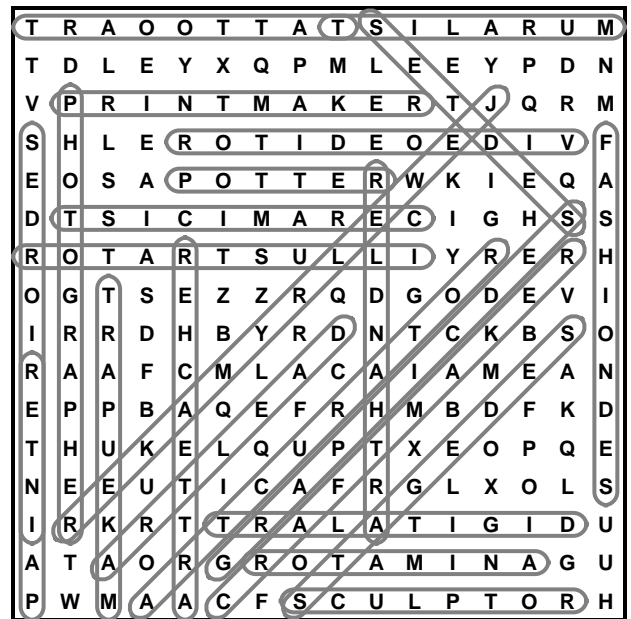 T R A O O T T A T S I L A R U M
T D L E Y X Q P M L E E Y P D N
V P R I N T M A K E R T J Q R M
S H L E R O T I D E O E D I V F
E O S A P O T T E R W K I E Q A
D T S I C I M A R E C I G H S S
R O T A R T S U L L I Y R E R H
O G T S E Z Z R Q D G O D E V I
I R R D H B Y R D N T C K B S O
R A A F C M L A C A I A M E A N
E P P B A Q E F R H M B D F K D
T H U K E L Q U P T X E O P Q E
N E E U T I C A F R G L X O L S
I R K R T T R A L A T I G I D U
A T A O R G R O T A M I N A G U
P W M A A C F S C U L P T O R H